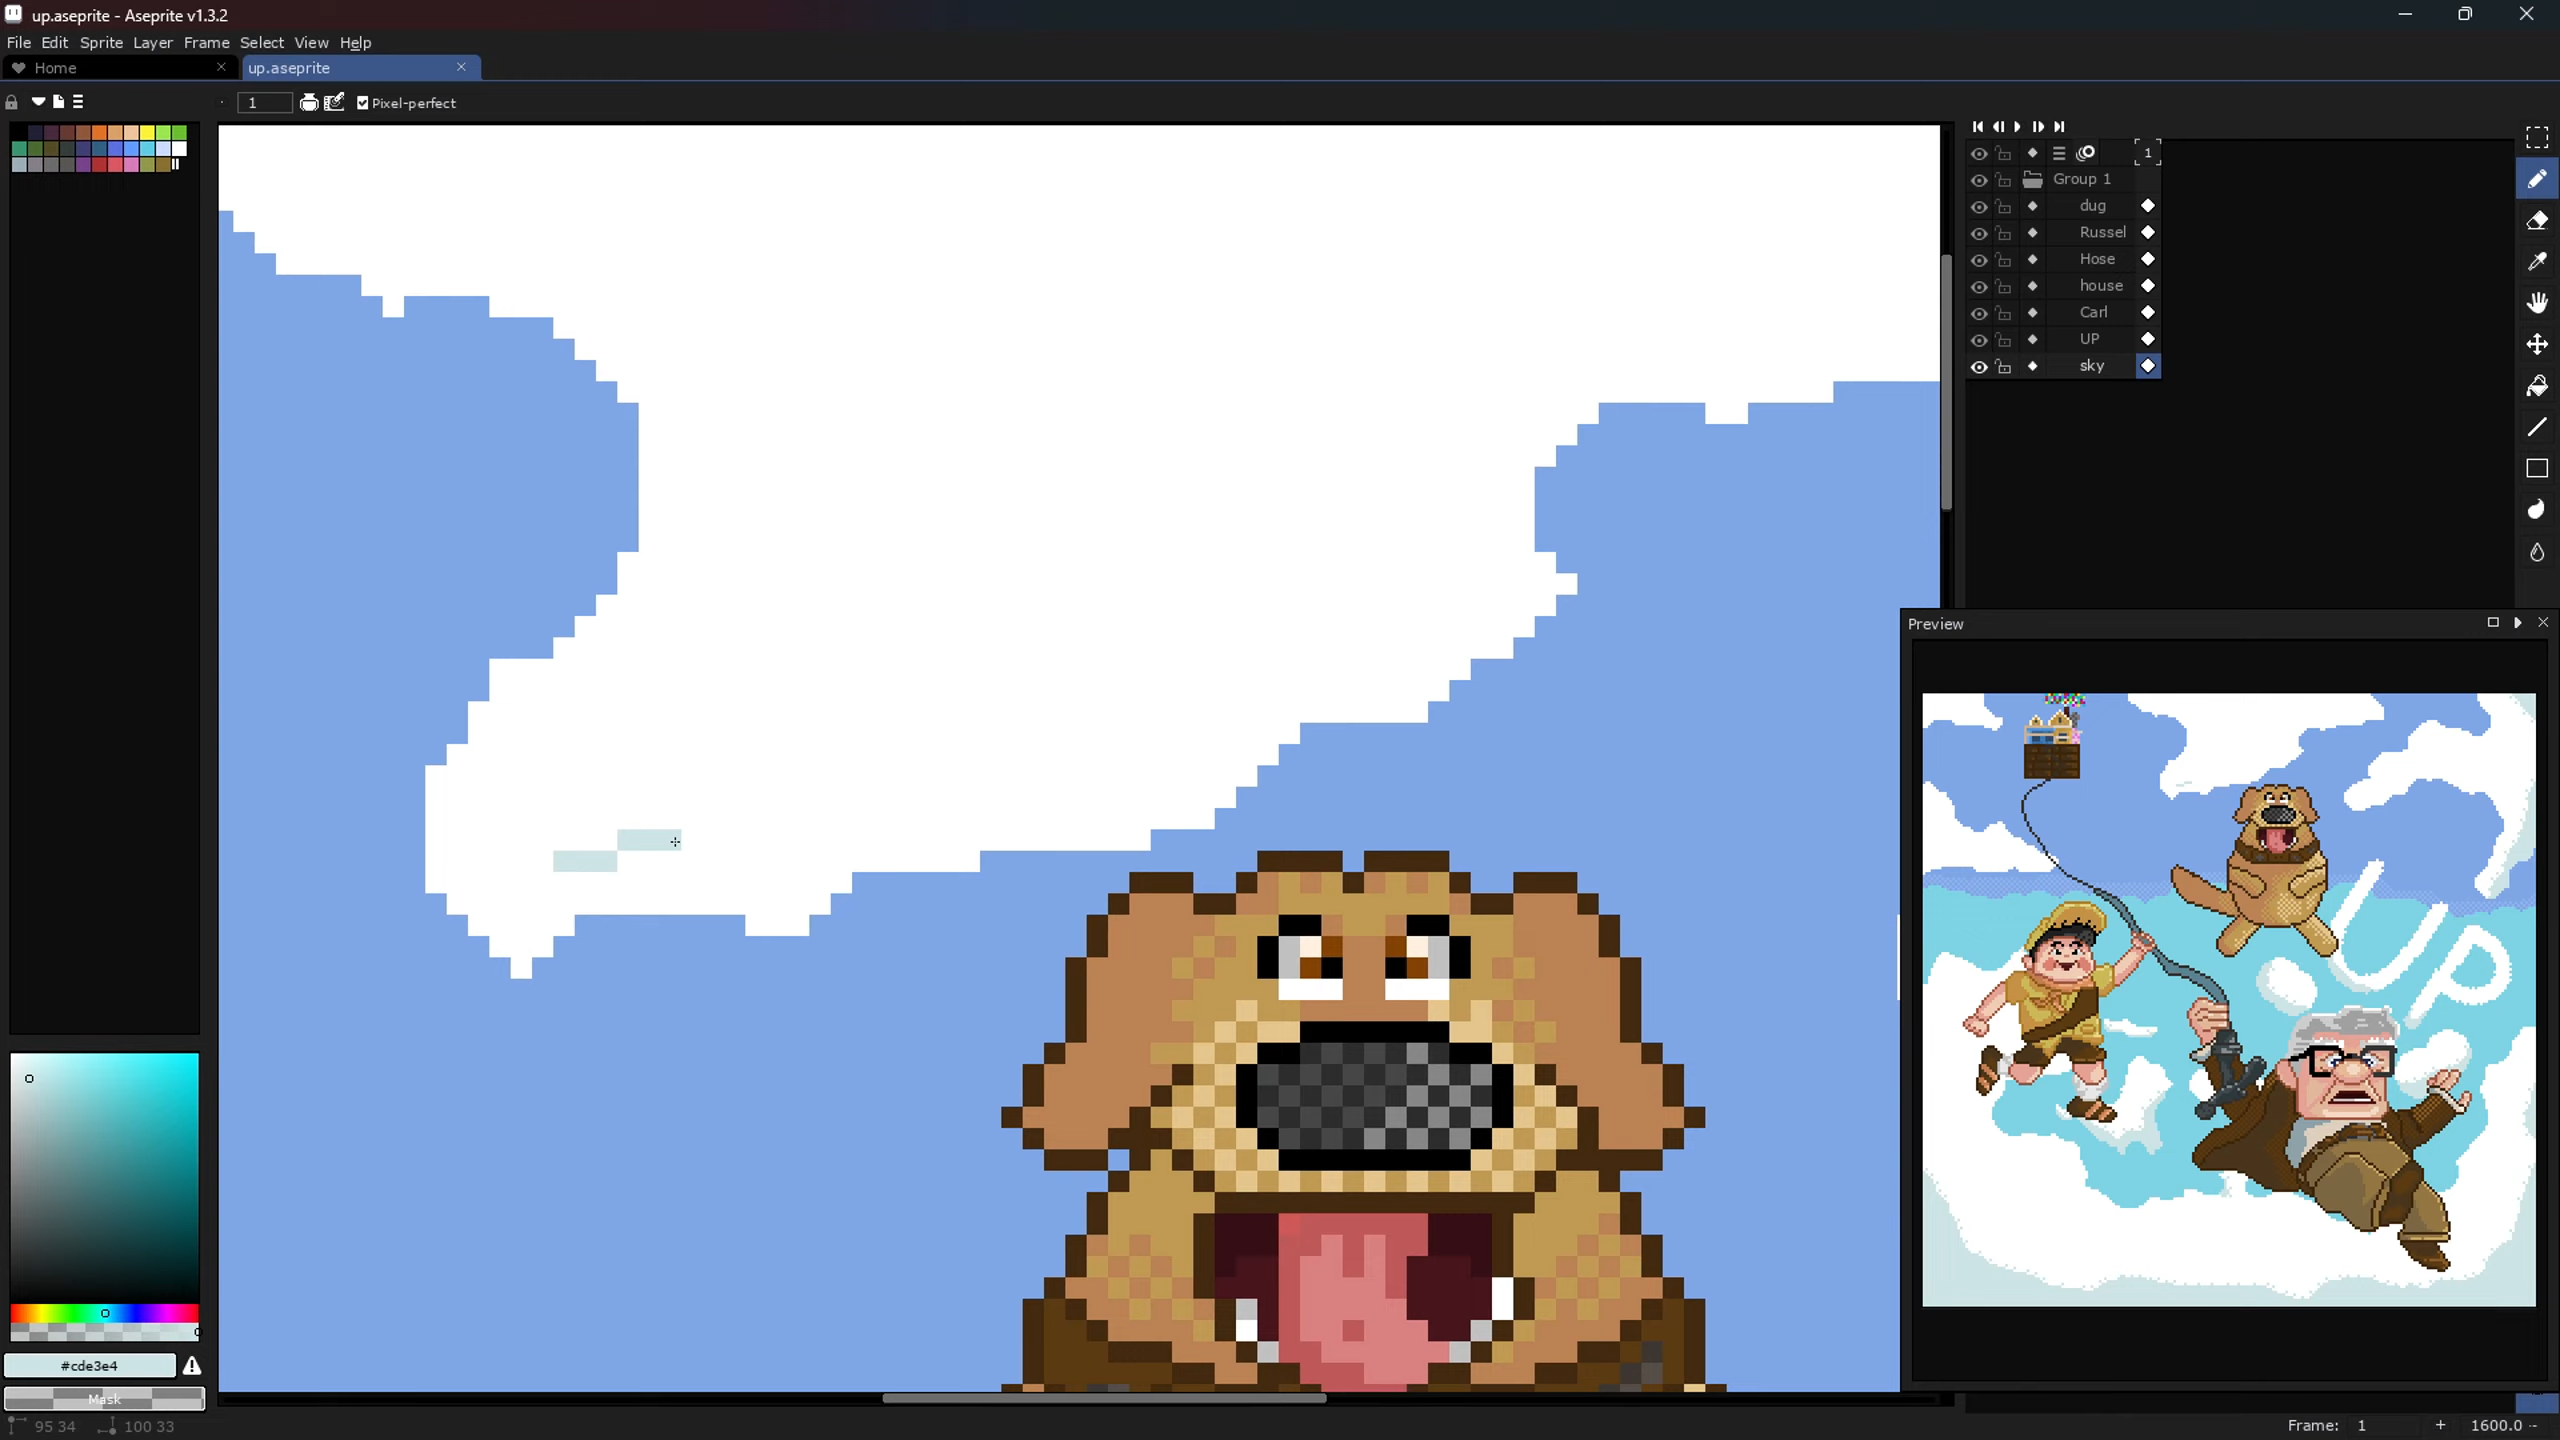 up.aseprite - Aseprite v1.3.2
File Edit Sprite Layer Frame Select View Help
Home
up.aseprite
1
Pixel-perfect
1
Group 1
dug
Russel
Hose
house
Carl
UP
sky
Preview
UP
#cde3e4
Mask
95 34
100 33
Frame: 1
+
1600.0